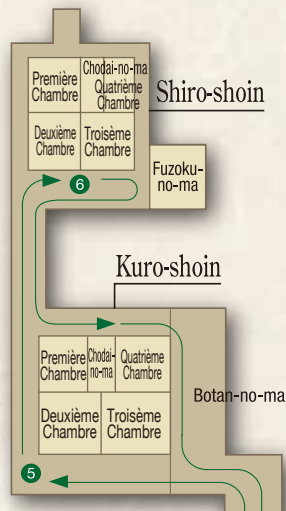 Première
Chambre
Chodai-no-ma
Quatrième
Chambre
Shiro-shoin
Deuxième
Chambre
Troisème
Chambre
Fuzoku-
no-ma
6
Kuro-shoin
Première
Chambre
Chodai-
no-ma
Quatrième
Chambre
Botan-no-ma
Deuxième
Chambre
Troisème
Chambre
5